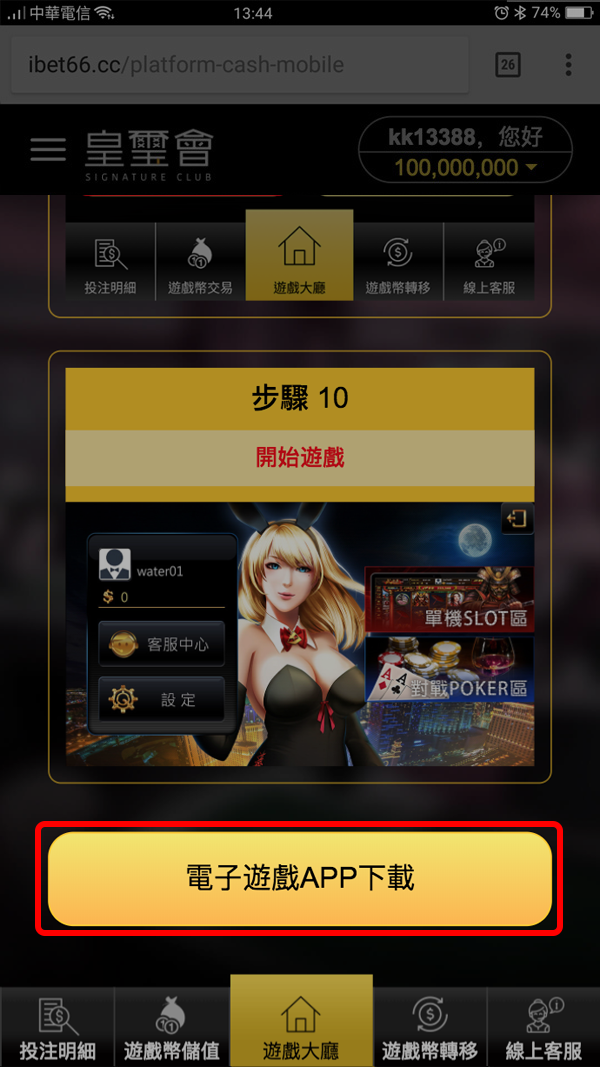 中華電信 13:44 74%
ibet66.cc/platform-cash-mobile 26
皇璽會
SIGNATURE CLUB
kk13388，您好
100,000,000
投注明細 遊戲幣交易 遊戲大廳 遊戲幣轉移 線上客服
步驟 10
開始遊戲
water01
$ 0
客服中心
設定
單機SLOT區
對戰POKER區
電子遊戲APP下載
投注明細 遊戲幣儲值 遊戲大廳 遊戲幣轉移 線上客服